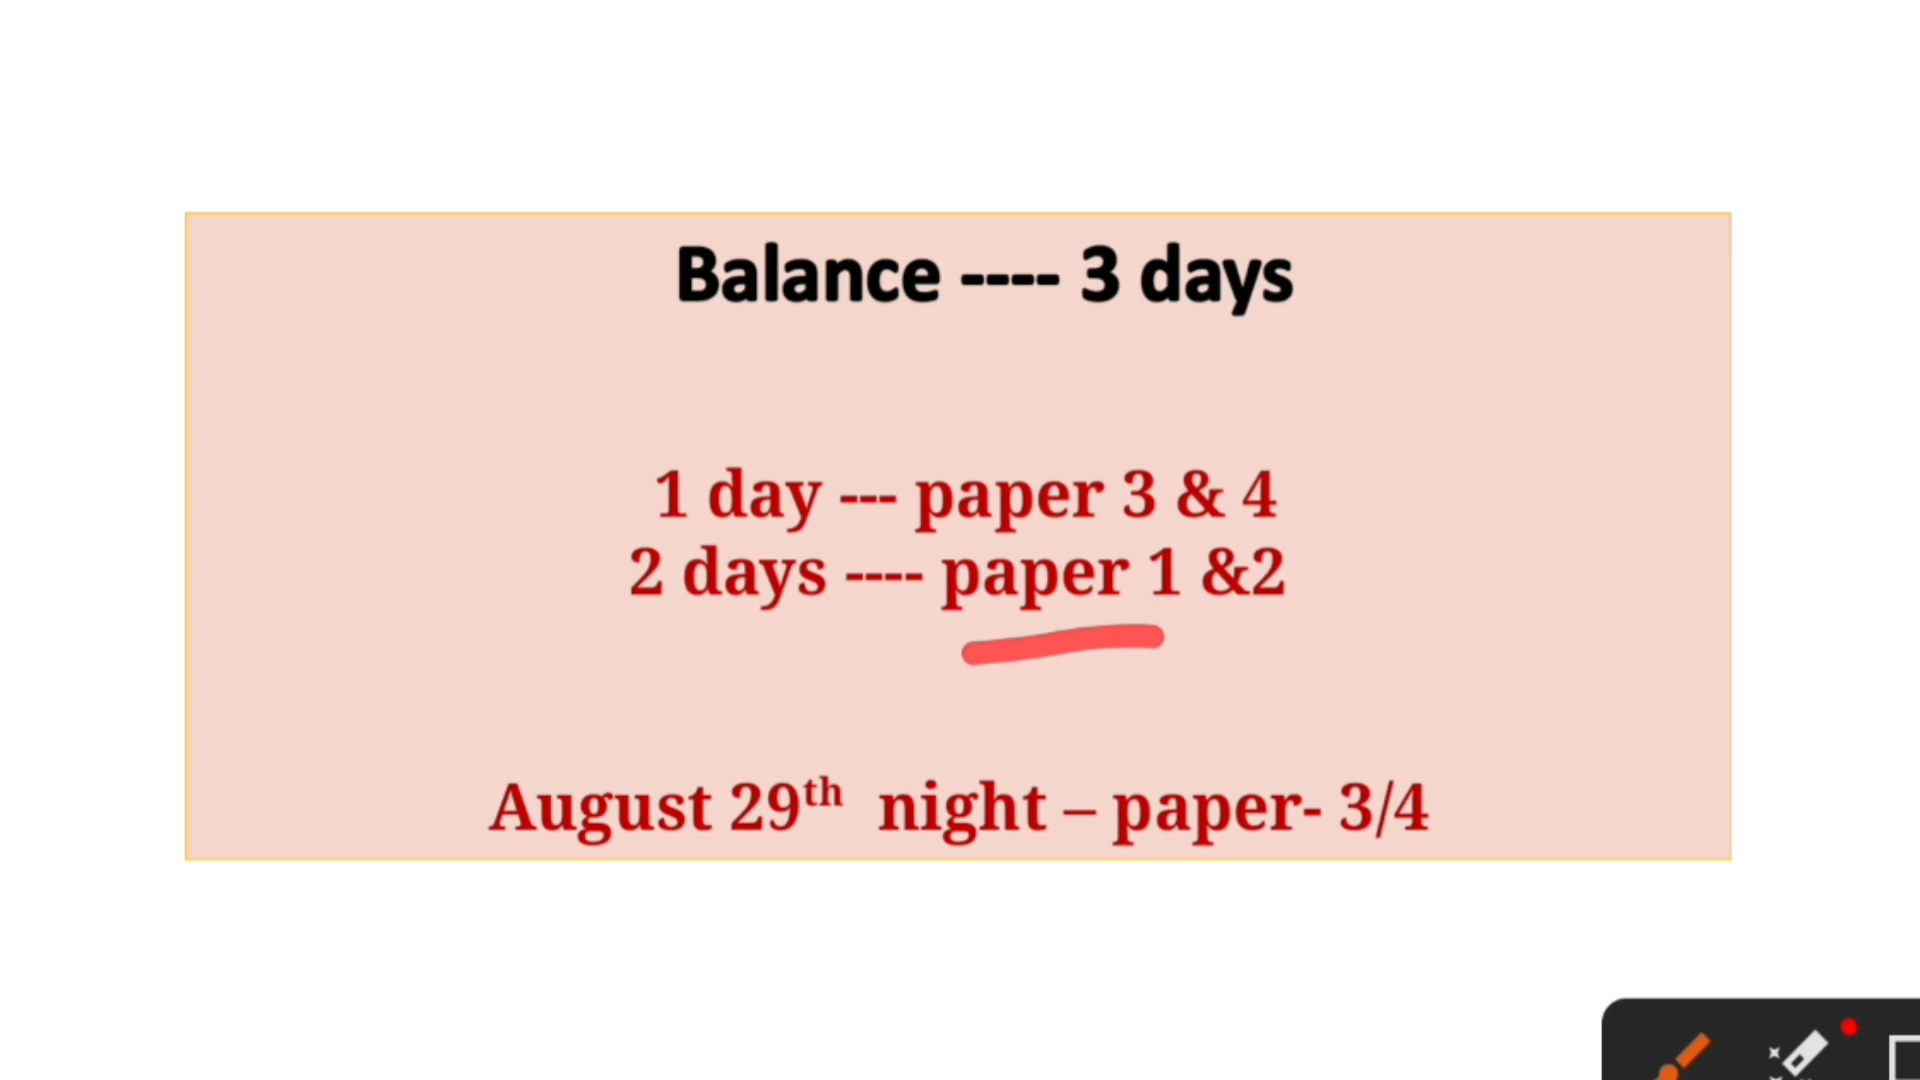 Balance ---- 3 days
1 day --- paper 3 & 4
2 days ---- paper 1 &2
August 29th night – paper- 3/4